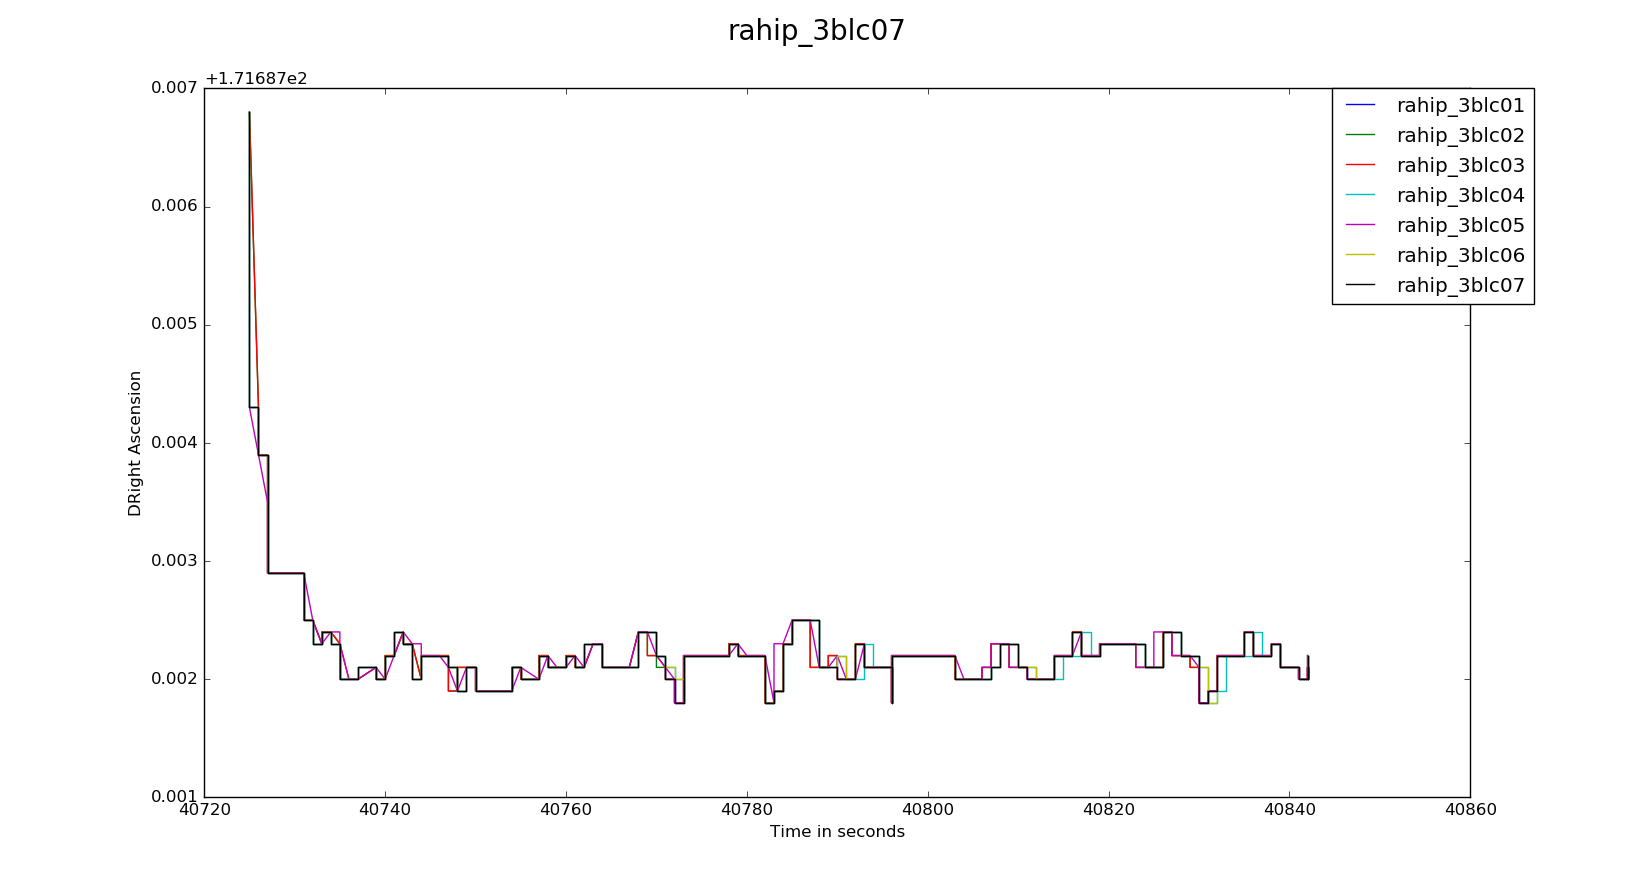 rahip_3blc07
+1.71687e2
0.007
0.006
0.005
0.004
0.003
0.002
0.001
DRight Ascension
40720
40740
40760
40780
40800
40820
40840
40860
Time in seconds
rahip_3blc01
rahip_3blc02
rahip_3blc03
rahip_3blc04
rahip_3blc05
rahip_3blc06
rahip_3blc07